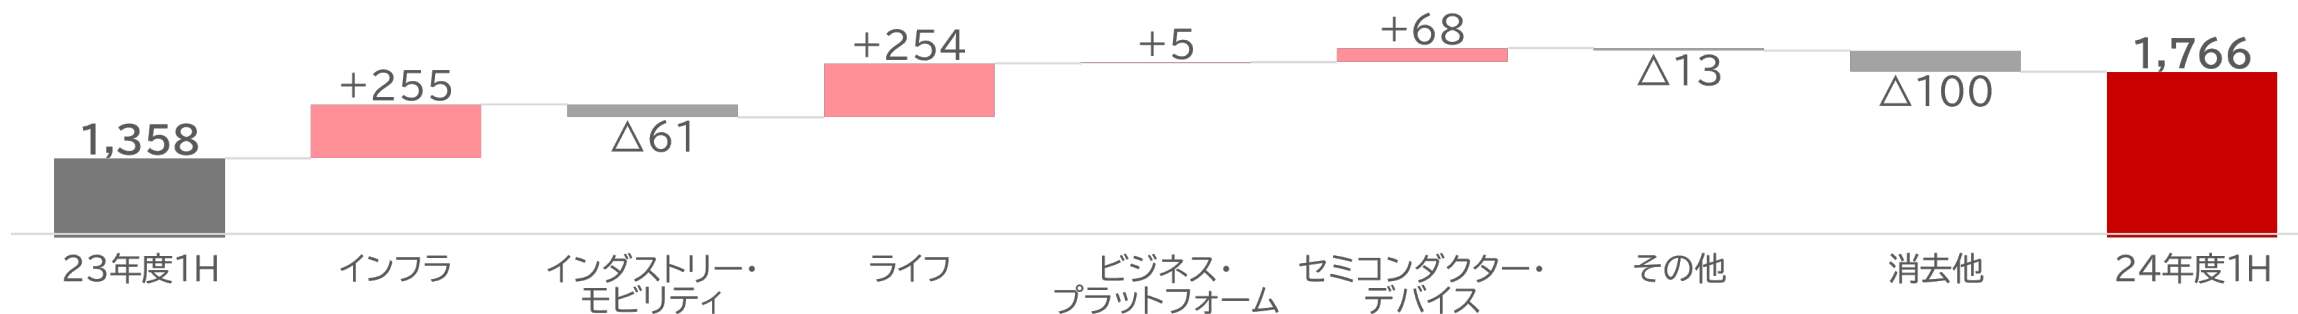 1,358
+255
△61
+254
+5
+68
△13
△100
1,766
23年度1H
インフラ
インダストリー・
モビリティ
ライフ
ビジネス・
プラットフォーム
セミコンダクター・
デバイス
その他
消去他
24年度1H